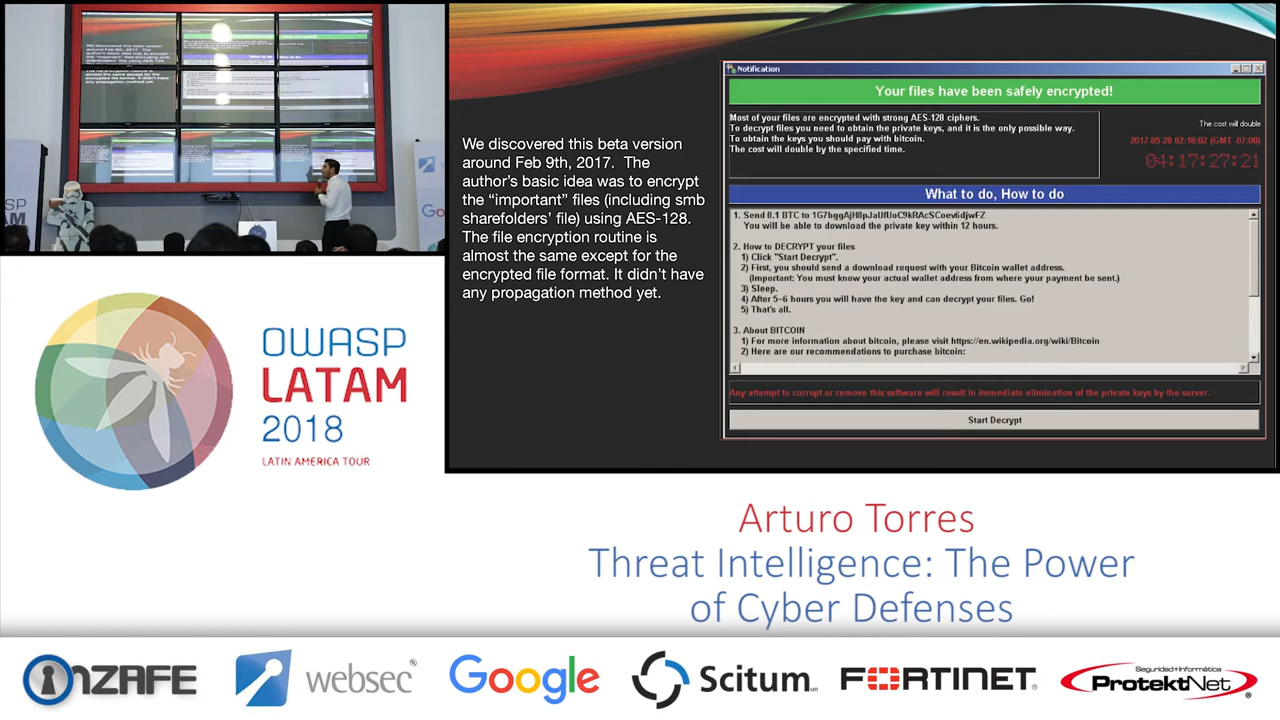 We discovered this beta version
around Feb 9th, 2017. The
author's basic idea was to encrypt
the "important" files (including smb
sharefolders' file) using AES-128.
The file encryption routine is
almost the same except for the
encrypted file format. It didn't have
any propagation method yet.
Notification
Your files have been safely encrypted!
Most of your files are encrypted with strong AES-128 ciphers.
To decrypt files you need to obtain the private keys, and it is the only possible way.
To obtain the keys you should pay with bitcoin.
The cost will double by the specified time.
The cost will double
2017-05-20 02:18:02 (GMT -07:00)
04:17:27:21
What to do, How to do
1. Send 0.1 BTC to
You will be able to download the private key within 12 hours.
2. How to DECRYPT your files
1) Click "Start Decrypt".
2) First, you should send a download request with your Bitcoin wallet address.
(Important: You must know your actual wallet address from where your payment be sent.)
3) Sleep.
4) After 5-6 hours you will have the key and can decrypt your files. Go!
5) That's all.
3. About BITCOIN
1) For more information about bitcoin, please visit https://en.wikipedia.org/wiki/Bitcoin
2) Here are our recommendations to purchase bitcoin:
Any attempt to corrupt or remove this software will result in immediate elimination of the private keys by the server.
Start Decrypt
OWASP
LATAM
2018
LATIN AMERICA TOUR
Arturo Torres
Threat Intelligence: The Power
of Cyber Defenses
INZAFE
websec®
Google
Scitum MR
FORTINET®
Seguridad+Informática
ProtektNet®